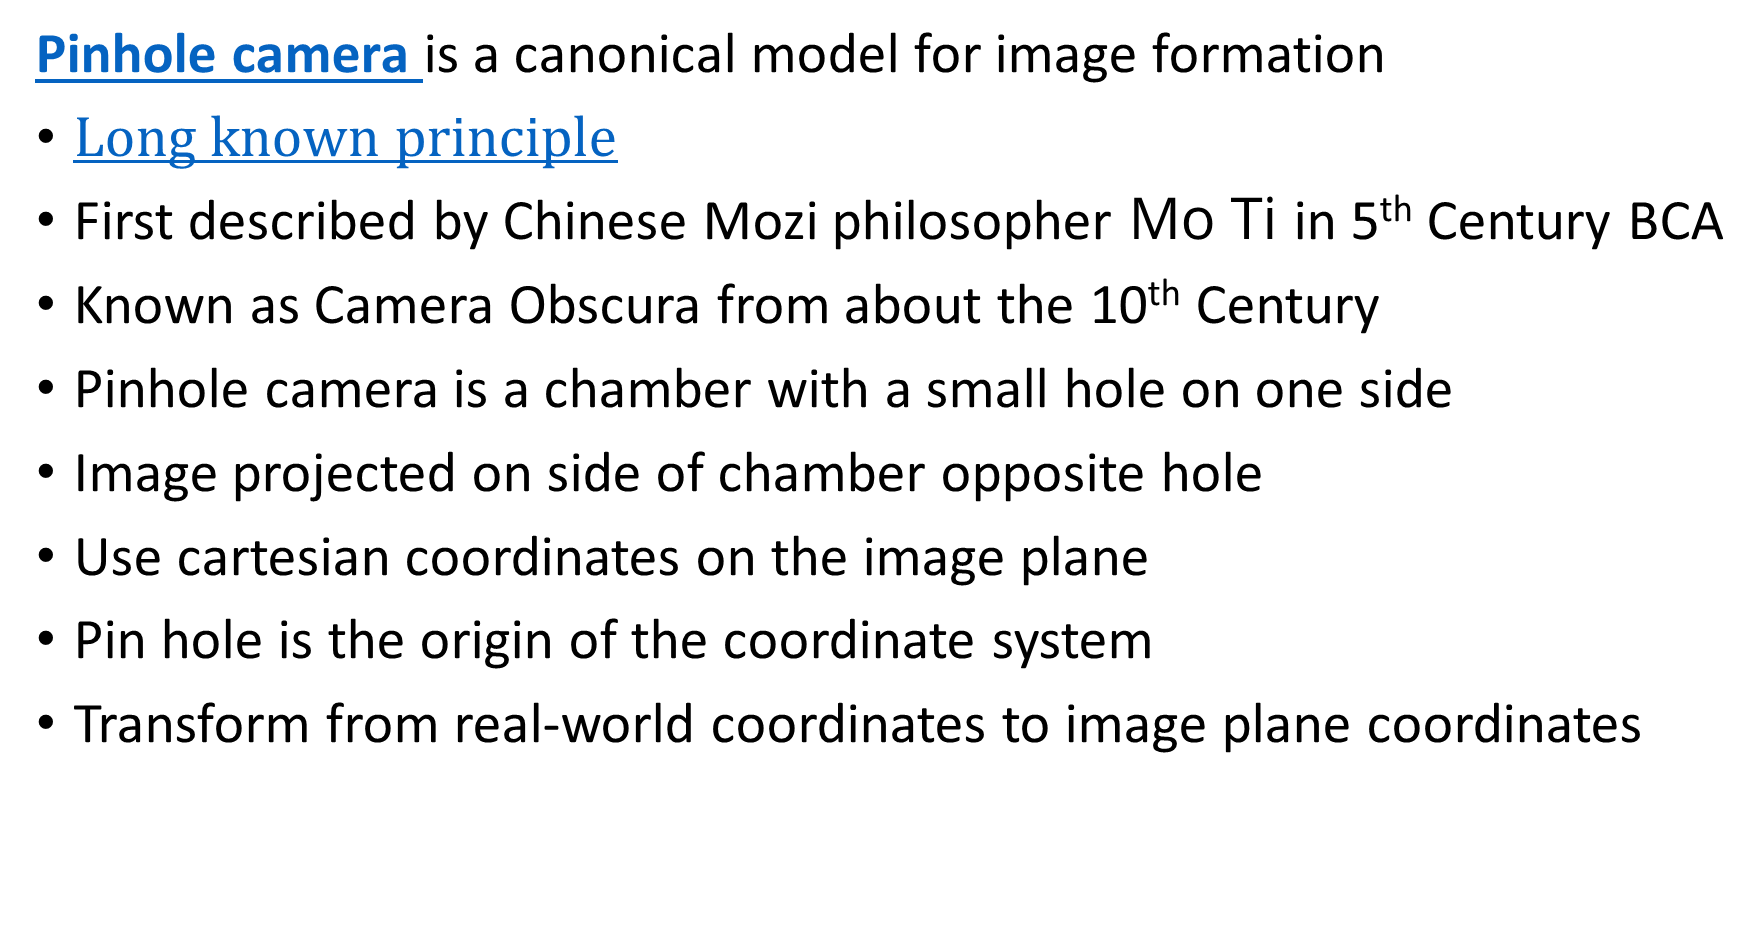 Pinhole camera is a canonical model for image formation
• Long known principle
• First described by Chinese Mozi philosopher Mo Ti in 5th Century BCA
• Known as Camera Obscura from about the 10th Century
• Pinhole camera is a chamber with a small hole on one side
• Image projected on side of chamber opposite hole
• Use cartesian coordinates on the image plane
• Pin hole is the origin of the coordinate system
• Transform from real-world coordinates to image plane coordinates